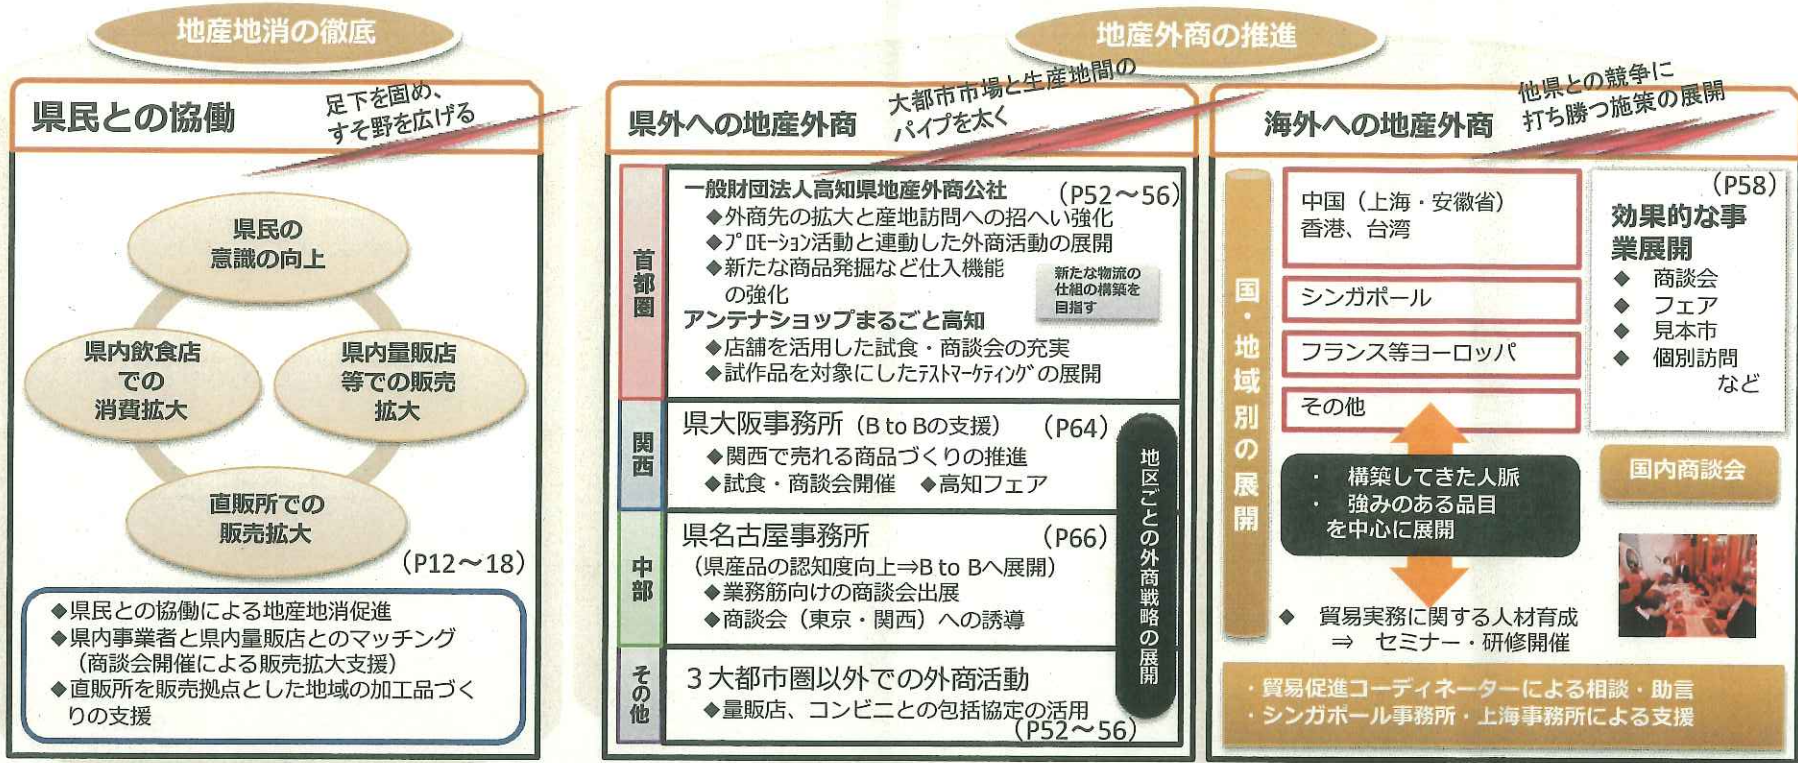 地産地消の徹底
県民との協働
足下を固め、
すそ野を広げる
県民の
意識の向上
県内飲食店
での
消費拡大
県内量販店
等での販売
拡大
直販所での
販売拡大
(P12～18)
◆県民との協働による地産地消促進
◆県内事業者と県内量販店とのマッチング
（商談会開催による販売拡大支援）
◆直販所を販売拠点とした地域の加工品づく
りの支援
地産外商の推進
県外への地産外商
大都市市場と生産地間の
パイプを太く
首都圏
一般財団法人高知県地産外商公社 (P52～56)
◆外商先の拡大と産地訪問への招へい強化
◆ﾌﾟﾛﾓｰｼｮﾝ活動と連動した外商活動の展開
◆新たな商品発掘など仕入機能
の強化
新たな物流の
仕組の構築を
目指す
アンテナショップまるごと高知
◆店舗を活用した試食・商談会の充実
◆試作品を対象にしたﾃｽﾄﾏｰｹﾃｨﾝｸﾞの展開
関西
県大阪事務所（B to Bの支援） (P64)
◆関西で売れる商品づくりの推進
◆試食・商談会開催 ◆高知フェア
中部
県名古屋事務所 (P66)
（県産品の認知度向上⇒B to Bへ展開）
◆業務筋向けの商談会出展
◆商談会（東京・関西）への誘導
その他
３大都市圏以外での外商活動
◆量販店、コンビニとの包括協定の活用
(P52～56)
地区ごとの外商戦略の展開
海外への地産外商
他県との競争に
打ち勝つ施策の展開
国・地域別の展開
中国（上海・安徽省）
香港、台湾
シンガポール
フランス等ヨーロッパ
その他
(P58)
効果的な事
業展開
◆ 商談会
◆ フェア
◆ 見本市
◆ 個別訪問
など
・ 構築してきた人脈
・ 強みのある品目
を中心に展開
国内商談会
◆ 貿易実務に関する人材育成
⇒ セミナー・研修開催
・貿易促進コーディネーターによる相談・助言
・シンガポール事務所・上海事務所による支援